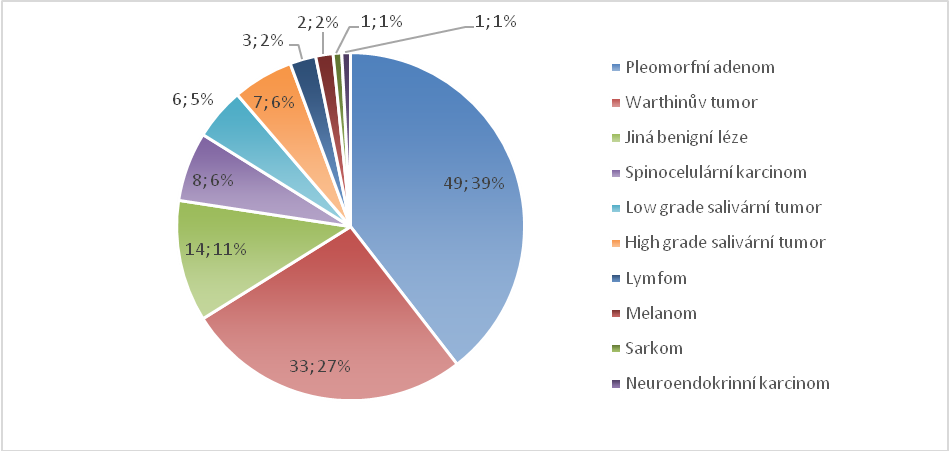 2; 2%
1; 1%
1; 1%
3; 2%
6; 5%
7; 6%
8; 6%
49; 39%
14; 11%
33; 27%
Pleomorfní adenom
Warthinův tumor
Jiná benigní léze
Spinocelulární karcinom
Low grade salivární tumor
High grade salivární tumor
Lymfom
Melanom
Sarkom
Neuroendokrinní karcinom